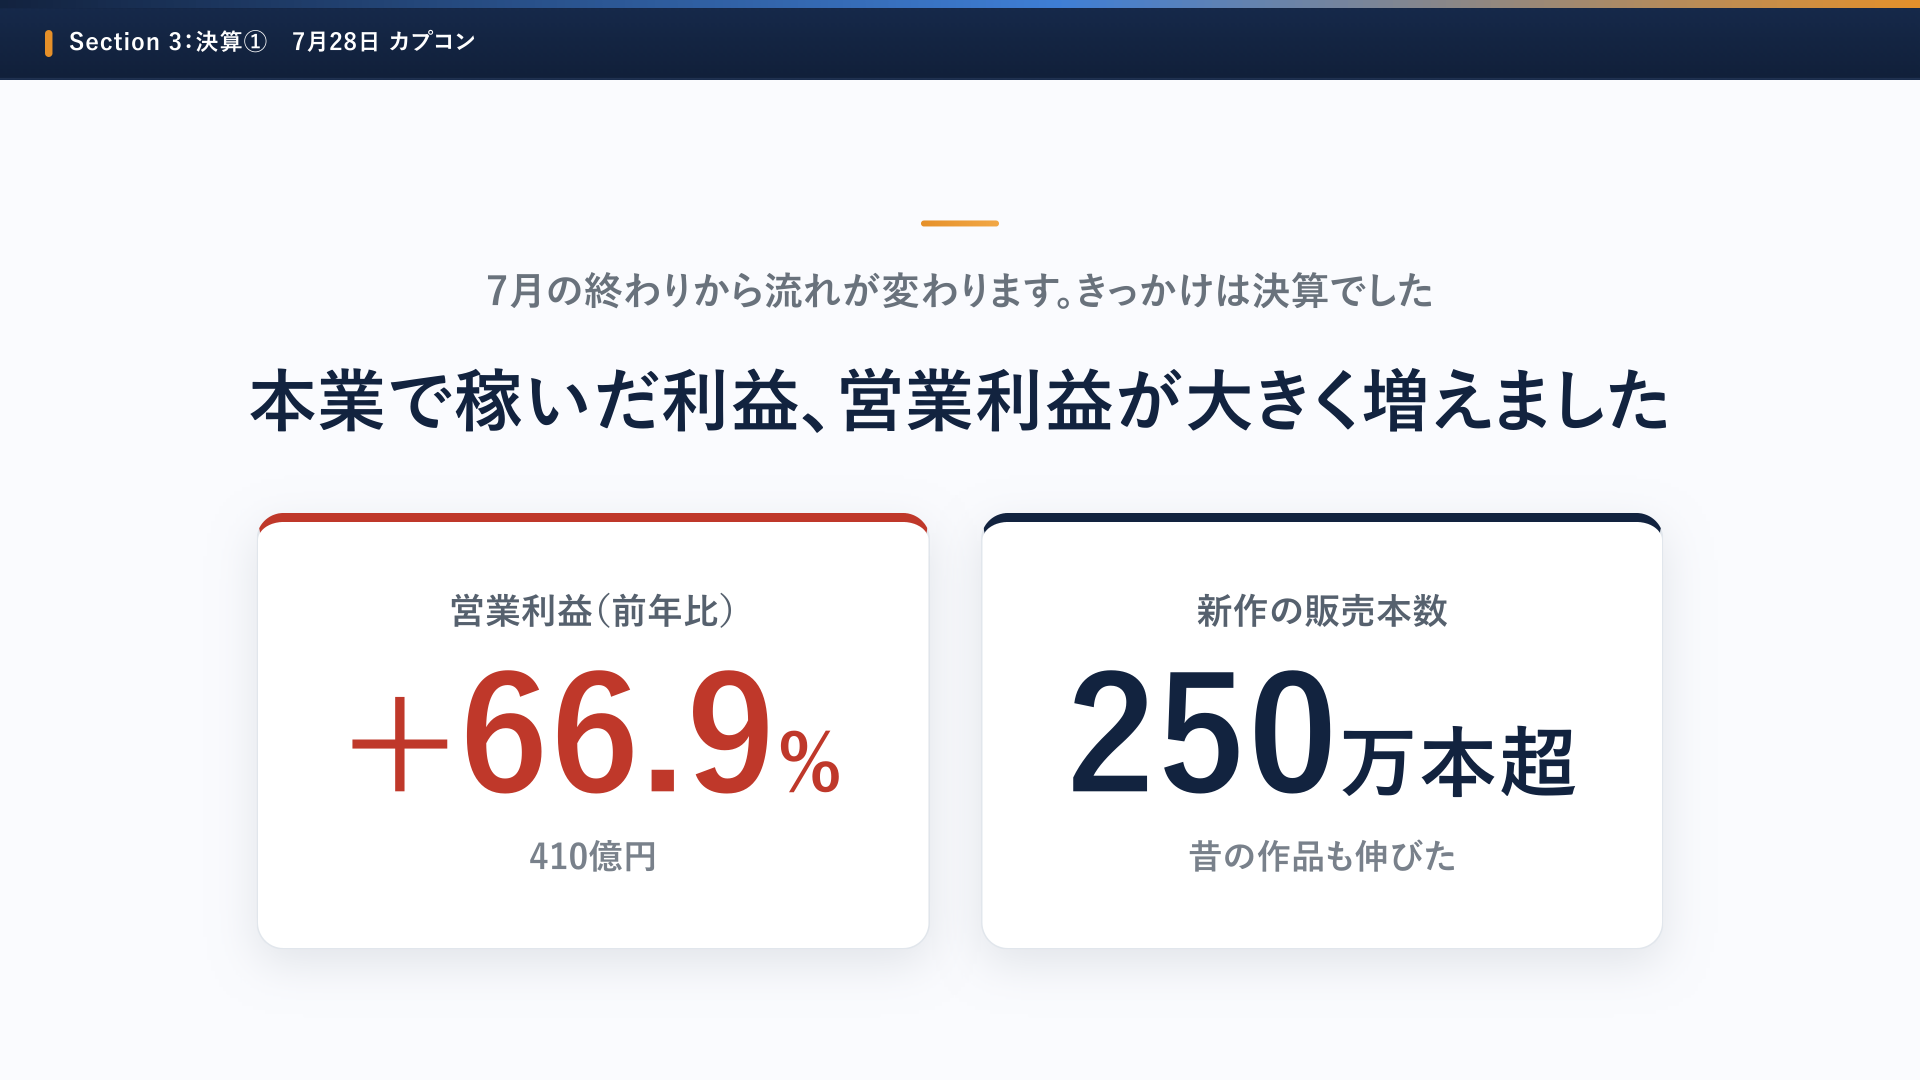 Section 3：決算①　7月28日 カプコン
7月の終わりから流れが変わります。きっかけは決算でした
本業で稼いだ利益、営業利益が大きく増えました
営業利益（前年比）
＋66.9%
410億円
新作の販売本数
250万本超
昔の作品も伸びた